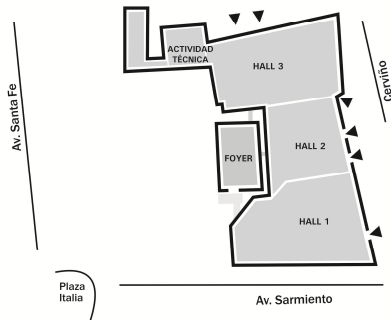 ACTIVIDAD
TÉCNICA
HALL 3
Cerviño
Av. Santa Fe
HALL 2
FOYER
HALL 1
Plaza
Italia
Av. Sarmiento